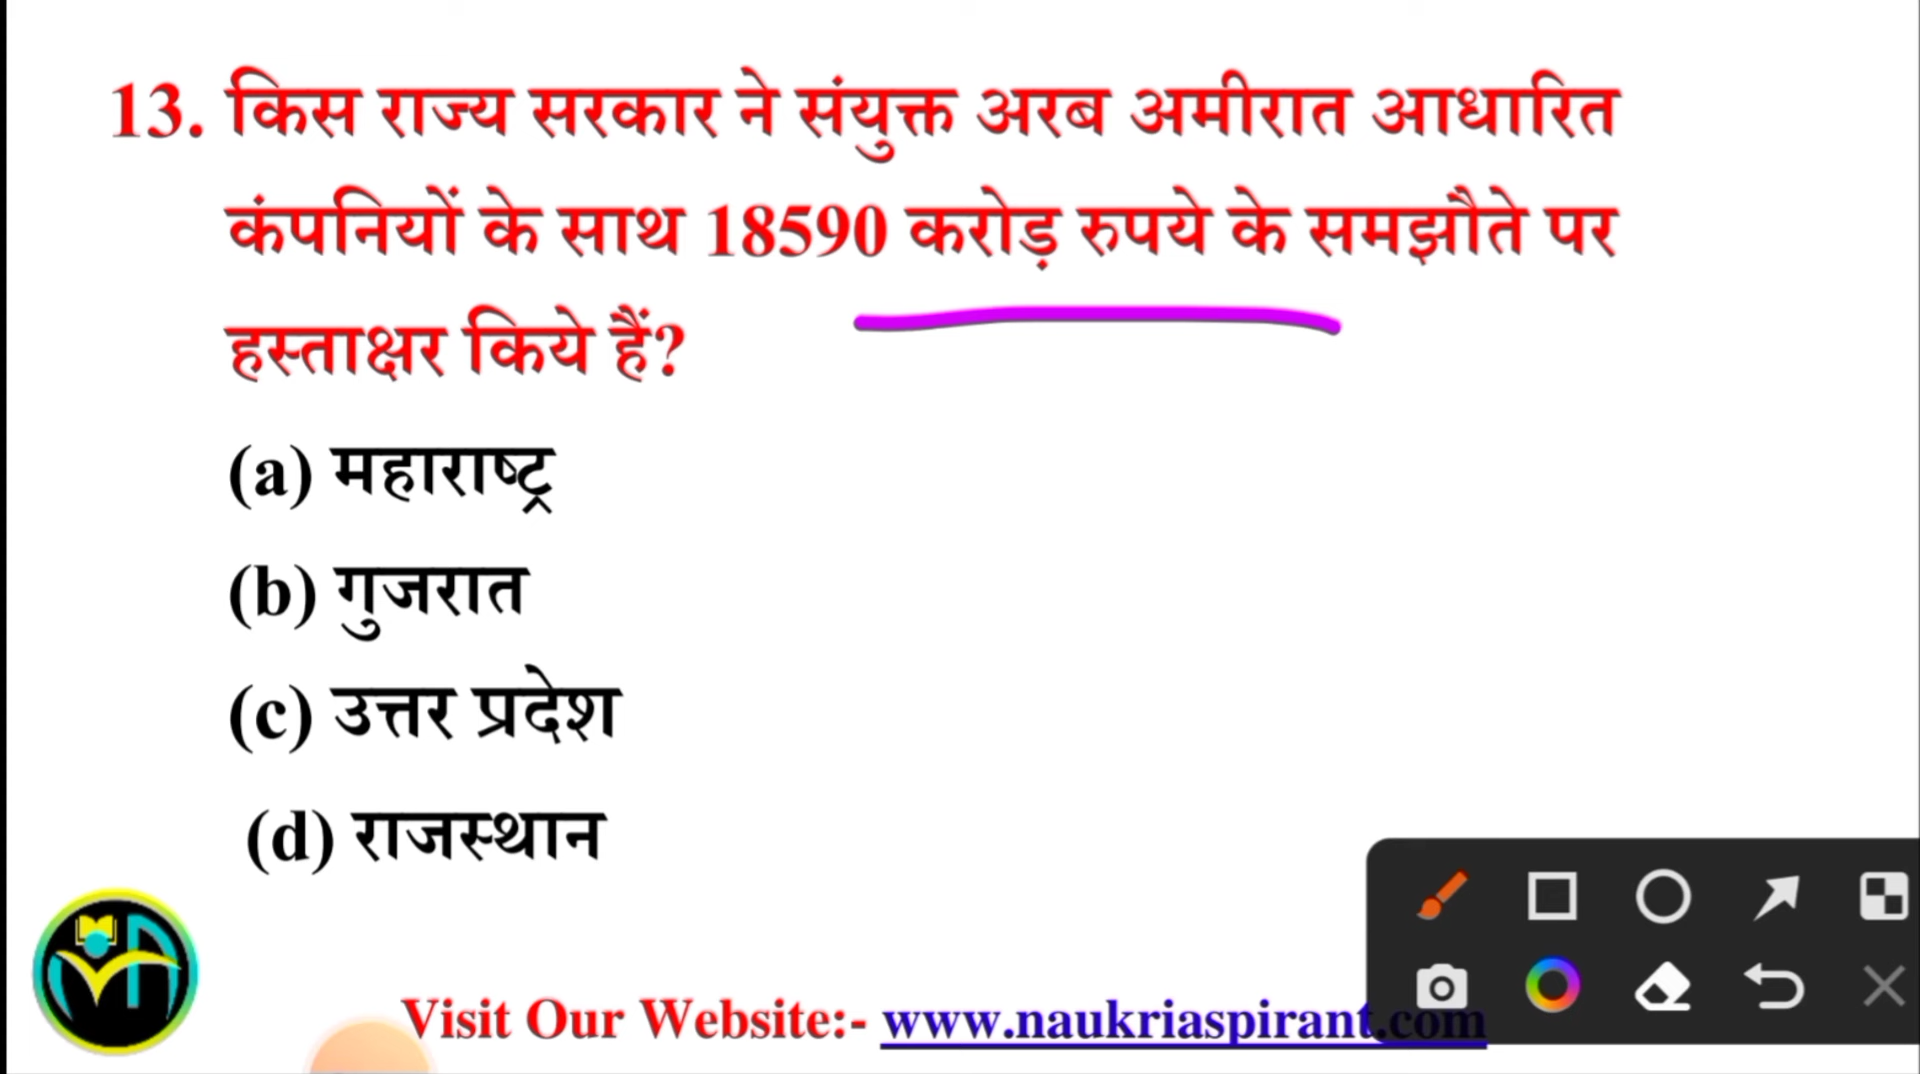 13. किस राज्य सरकार ने संयुक्त अरब अमीरात आधारित
कंपनियों के साथ 18590 करोड़ रुपये के समझौते पर
हस्ताक्षर किये हैं?
(a) महाराष्ट्र
(b) गुजरात
(c) उत्तर प्रदेश
(d) राजस्थान
Visit Our Website:- www.naukriaspirant.com